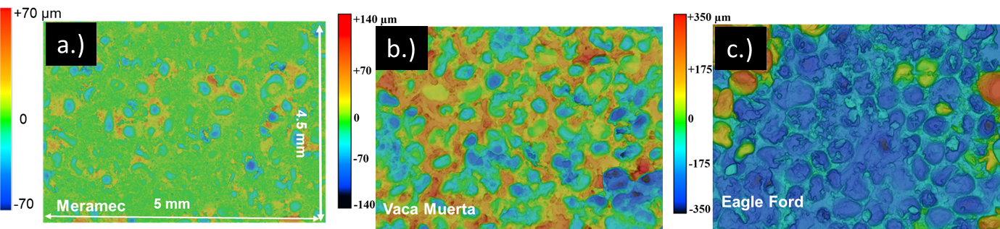 +70 μm
0
-70
a.)
4.5 mm
Meramec
5 mm
+140 μm
+70
0
-70
-140
b.)
Vaca Muerta
+350 μm
+175
0
-175
-350
c.)
Eagle Ford